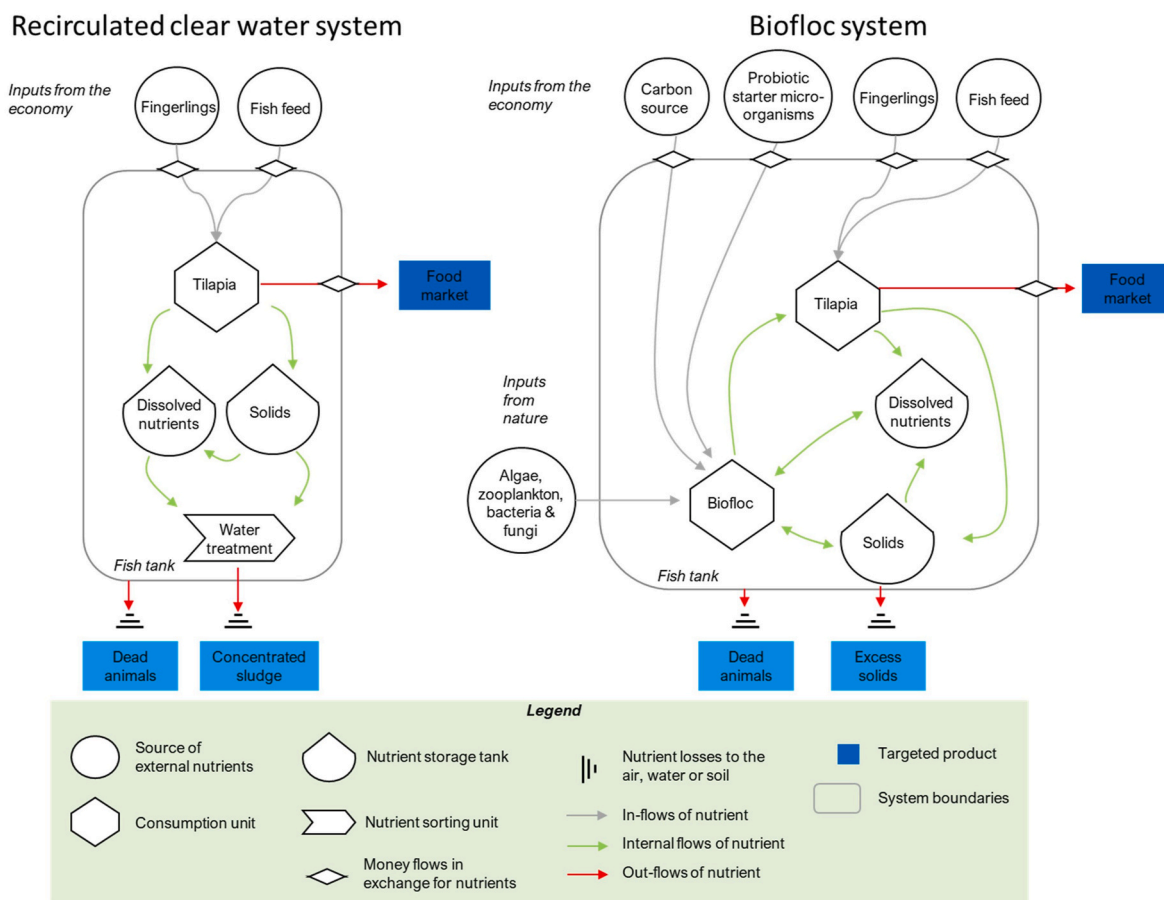 Recirculated clear water system
Inputs from the
economy
Fingerlings
Fish feed
Tilapia
Food
market
Dissolved
nutrients
Solids
Water
treatment
Fish tank
Dead
animals
Concentrated
sludge
Biofloc system
Inputs from the
economy
Carbon
source
Probiotic
starter micro-
organisms
Fingerlings
Fish feed
Tilapia
Food
market
Inputs
from
nature
Dissolved
nutrients
Algae,
zooplankton,
bacteria &
fungi
Biofloc
Solids
Fish tank
Dead
animals
Excess
solids
Legend
Source of
external nutrients
Consumption unit
Nutrient storage tank
Nutrient sorting unit
Money flows in
exchange for nutrients
Nutrient losses to the
air, water or soil
In-flows of nutrient
Internal flows of nutrient
Out-flows of nutrient
Targeted product
System boundaries